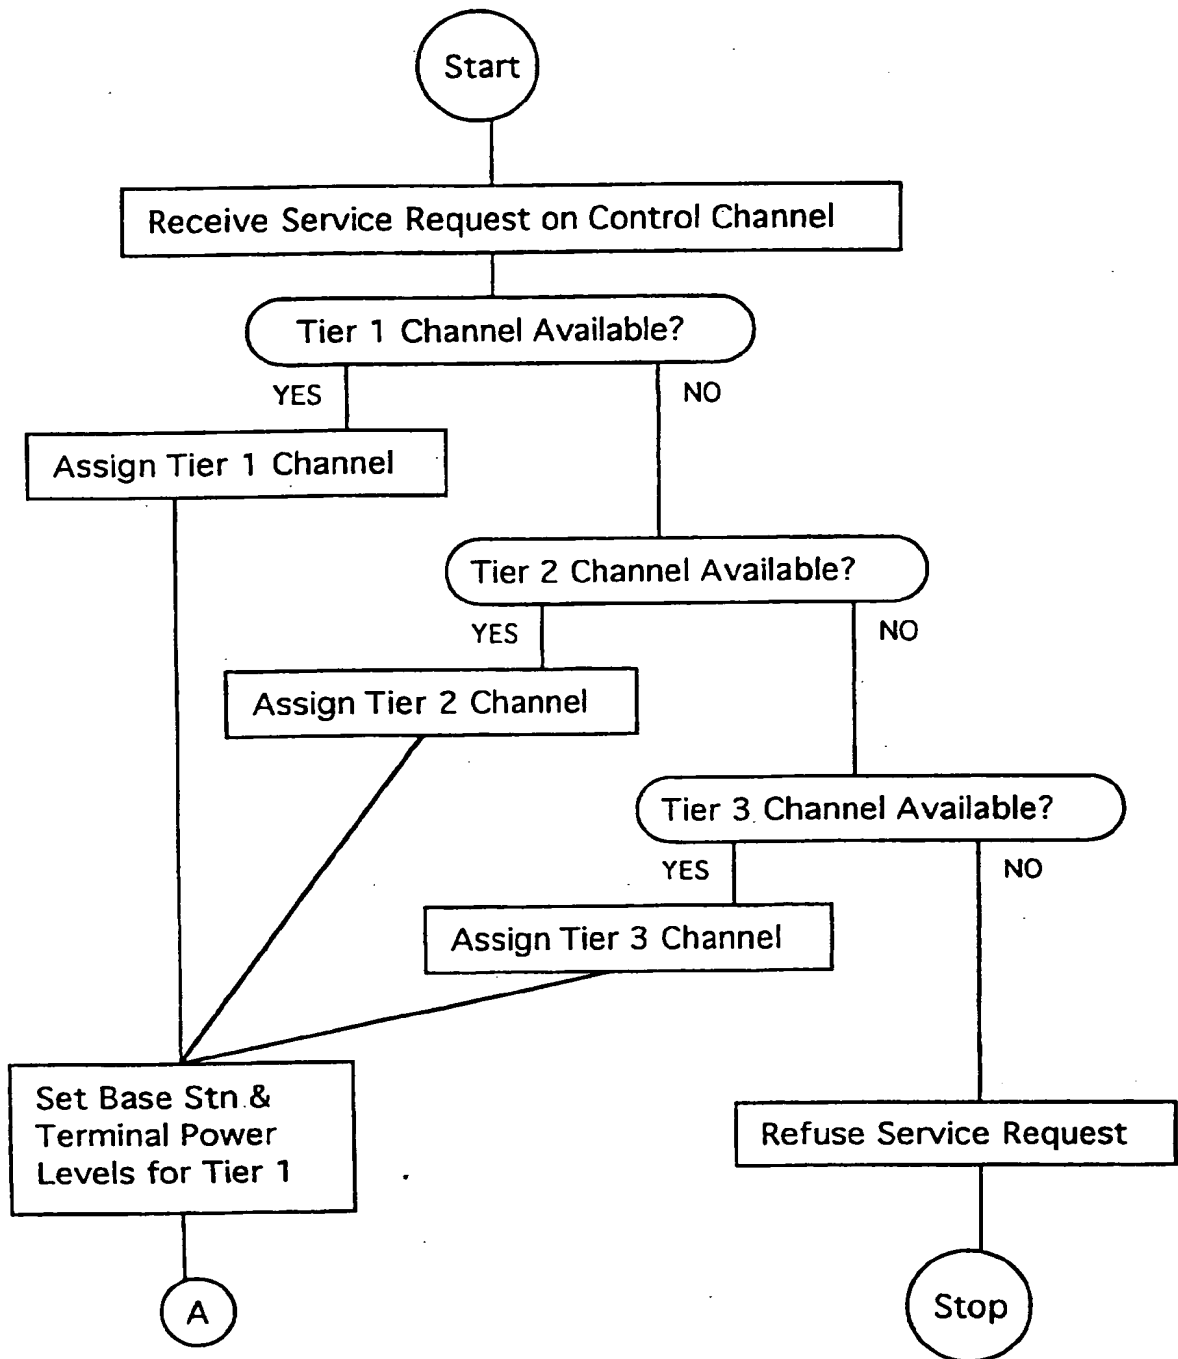 Start
Receive Service Request on Control Channel
Tier 1 Channel Available?
YES
NO
Assign Tier 1 Channel
Tier 2 Channel Available?
YES
NO
Assign Tier 2 Channel
Tier 3 Channel Available?
YES
NO
Assign Tier 3 Channel
Set Base Stn &
Terminal Power
Levels for Tier 1
Refuse Service Request
A
Stop